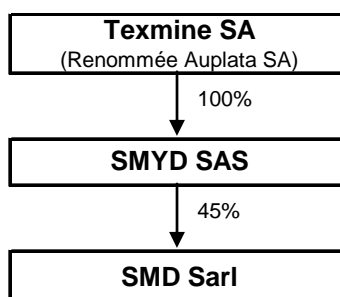 Texmine SA
(Renommée Auplata SA)
100%
SMYD SAS
45%
SMD Sarl